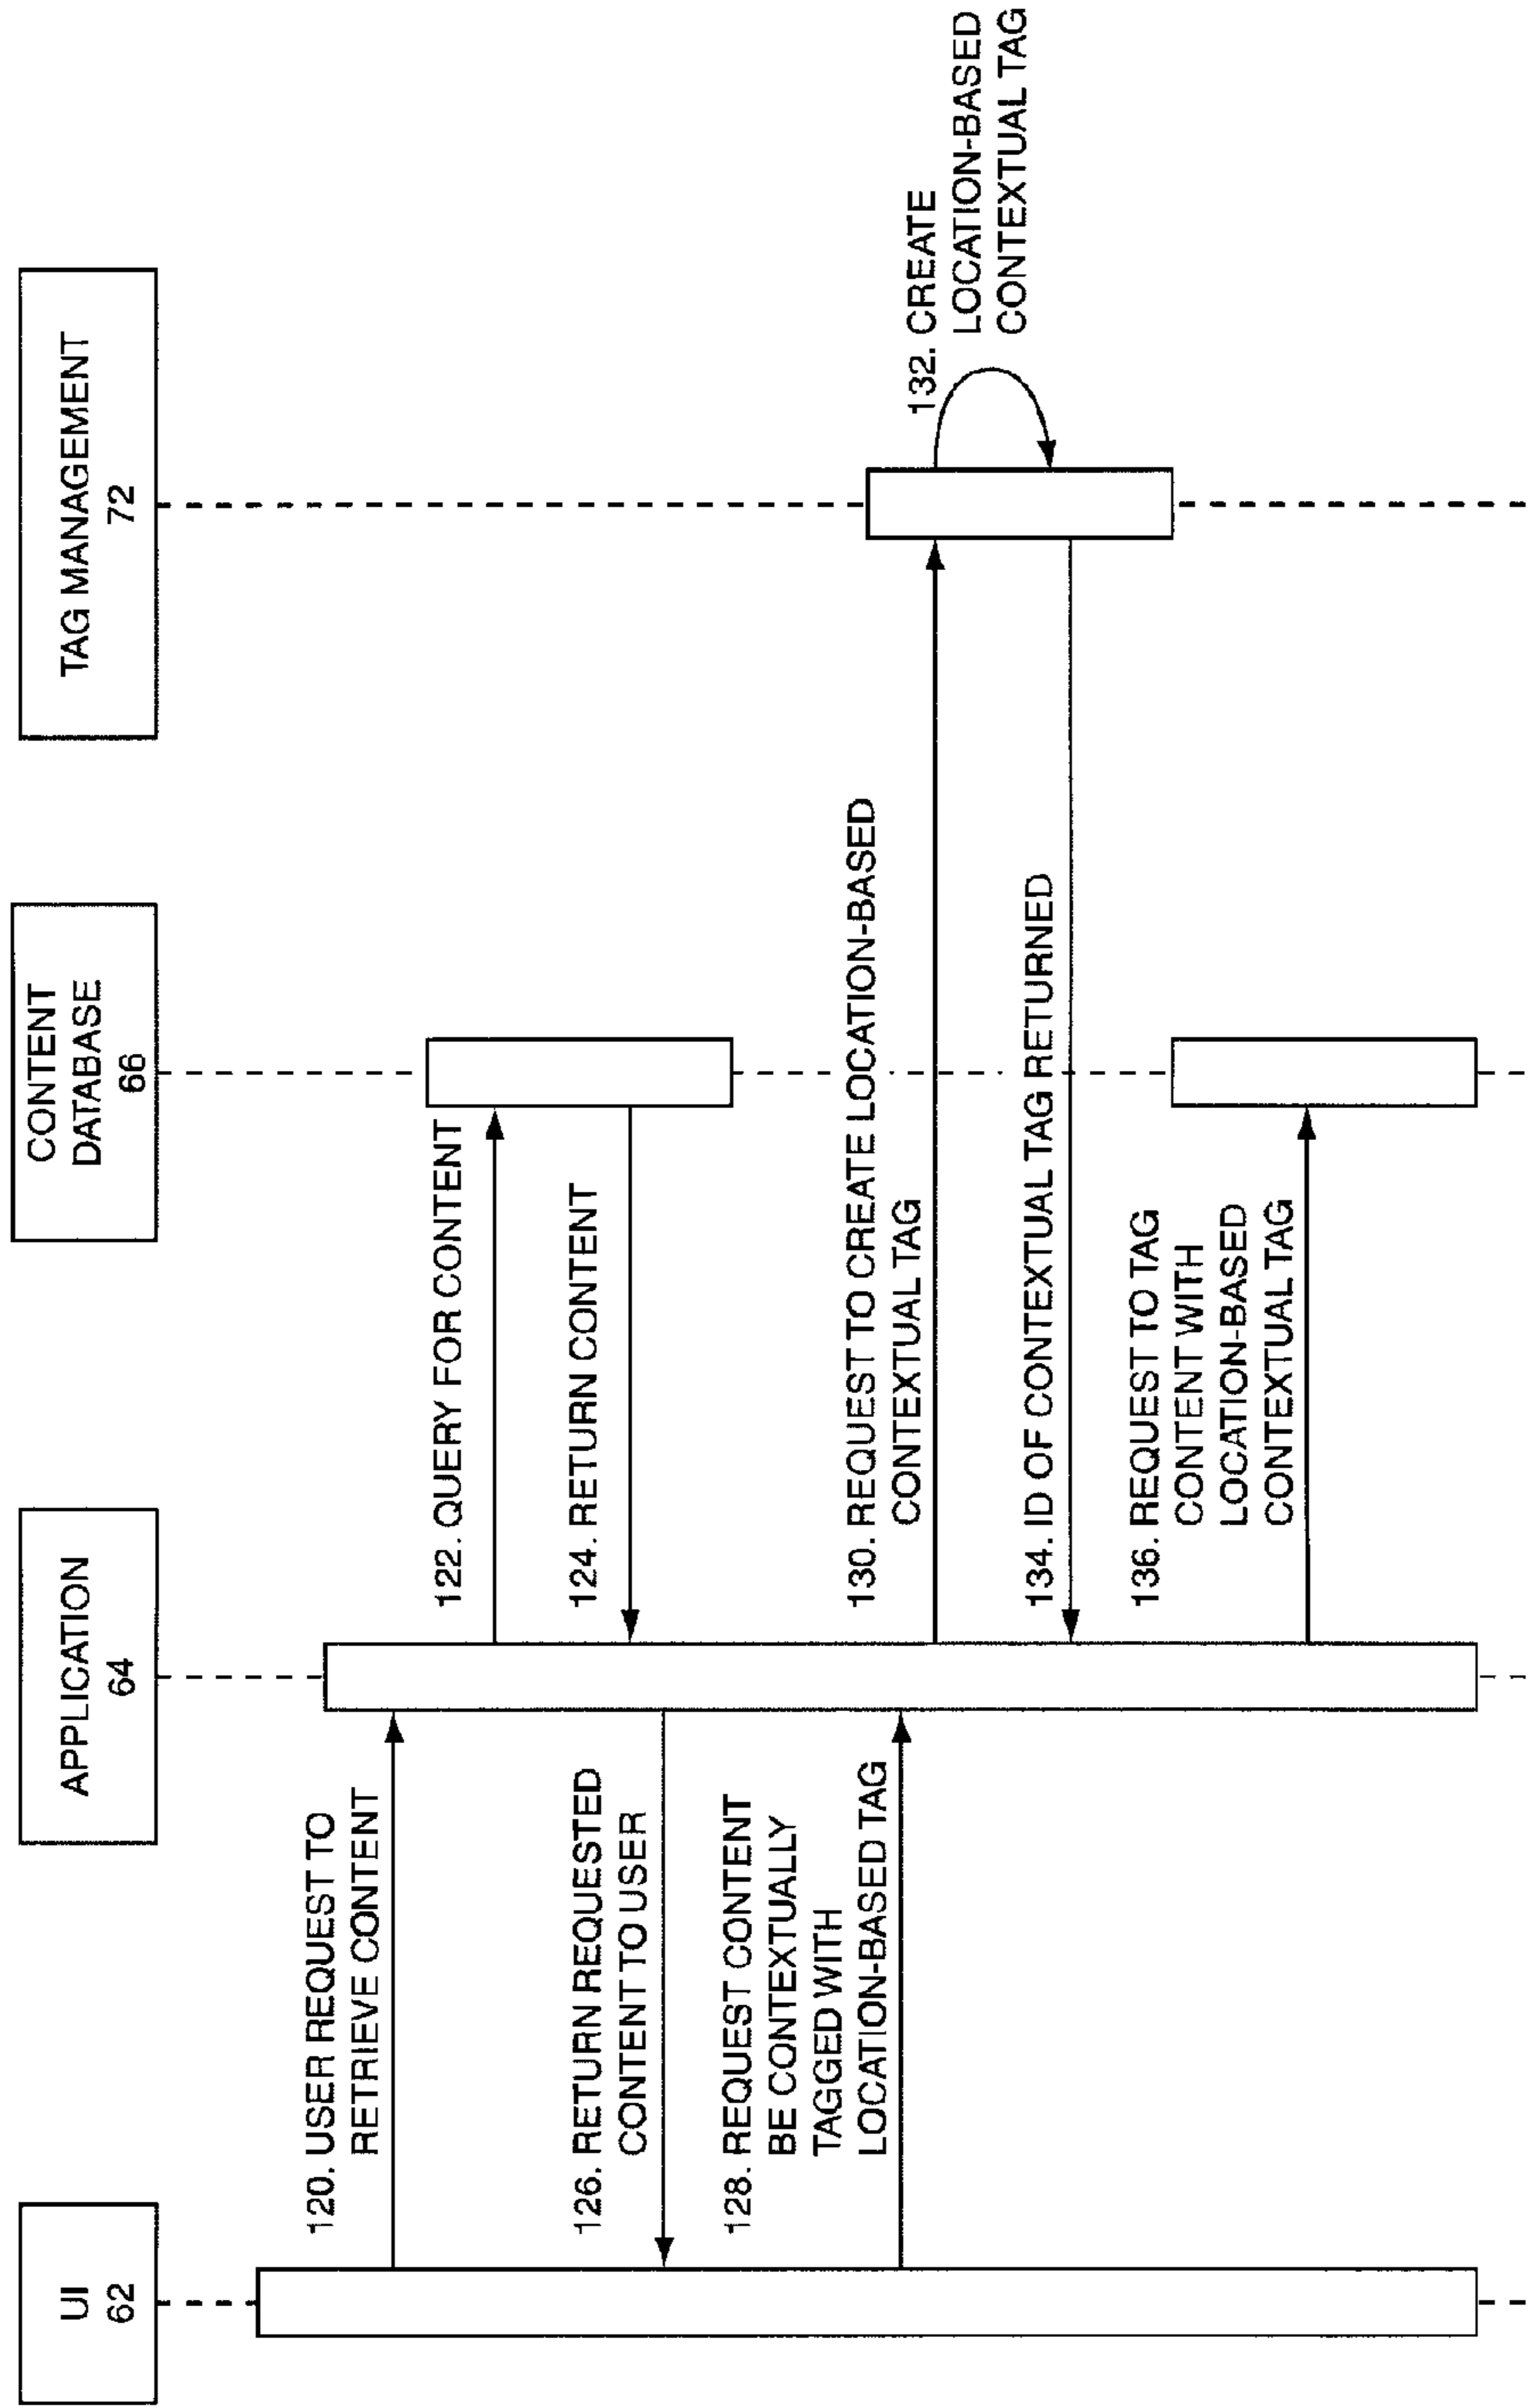 UI
62
APPLICATION
64
CONTENT
DATABASE
66
TAG MANAGEMENT
72
120. USER REQUEST TO
RETRIEVE CONTENT
122. QUERY FOR CONTENT
124. RETURN CONTENT
126. RETURN REQUESTED
CONTENT TO USER
128. REQUEST CONTENT
BE CONTEXTUALLY
TAGGED WITH
LOCATION-BASED TAG
130. REQUEST TO CREATE LOCATION-BASED
CONTEXTUAL TAG
132. CREATE
LOCATION-BASED
CONTEXTUAL TAG
134. ID OF CONTEXTUAL TAG RETURNED
136. REQUEST TO TAG
CONTENT WITH
LOCATION-BASED
CONTEXTUAL TAG